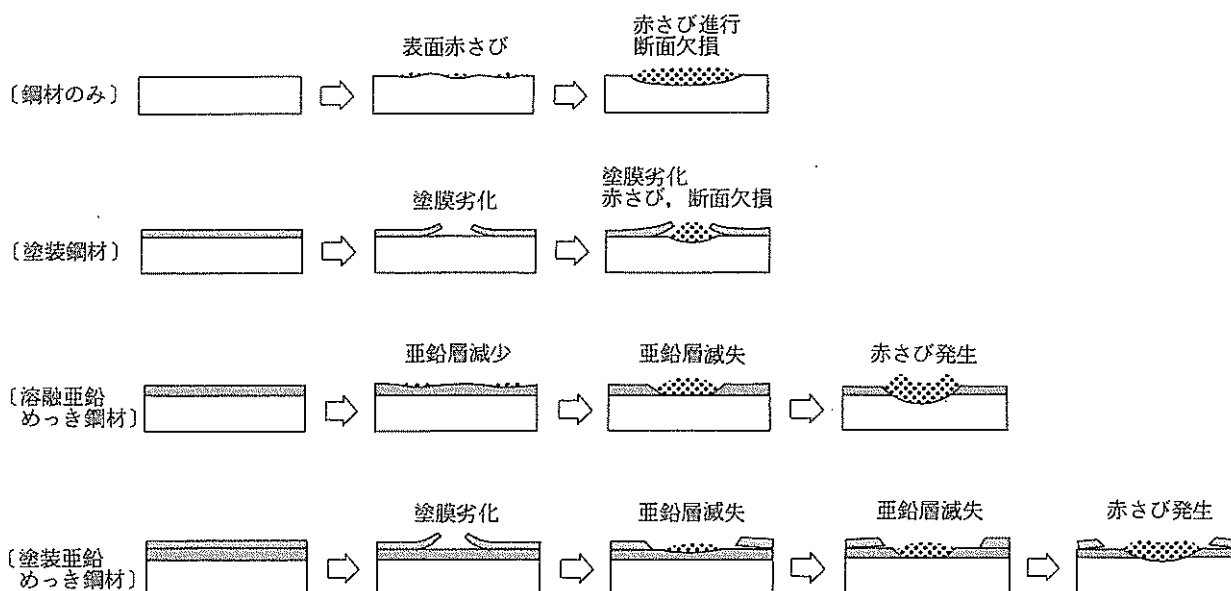 表面赤さび
赤さび進行
断面欠損
〔鋼材のみ〕
塗膜劣化
塗膜劣化
赤さび，断面欠損
〔塗装鋼材〕
亜鉛層減少
亜鉛層滅失
赤さび発生
〔溶融亜鉛
めっき鋼材〕
塗膜劣化
亜鉛層滅失
亜鉛層滅失
赤さび発生
〔塗装亜鉛
めっき鋼材〕